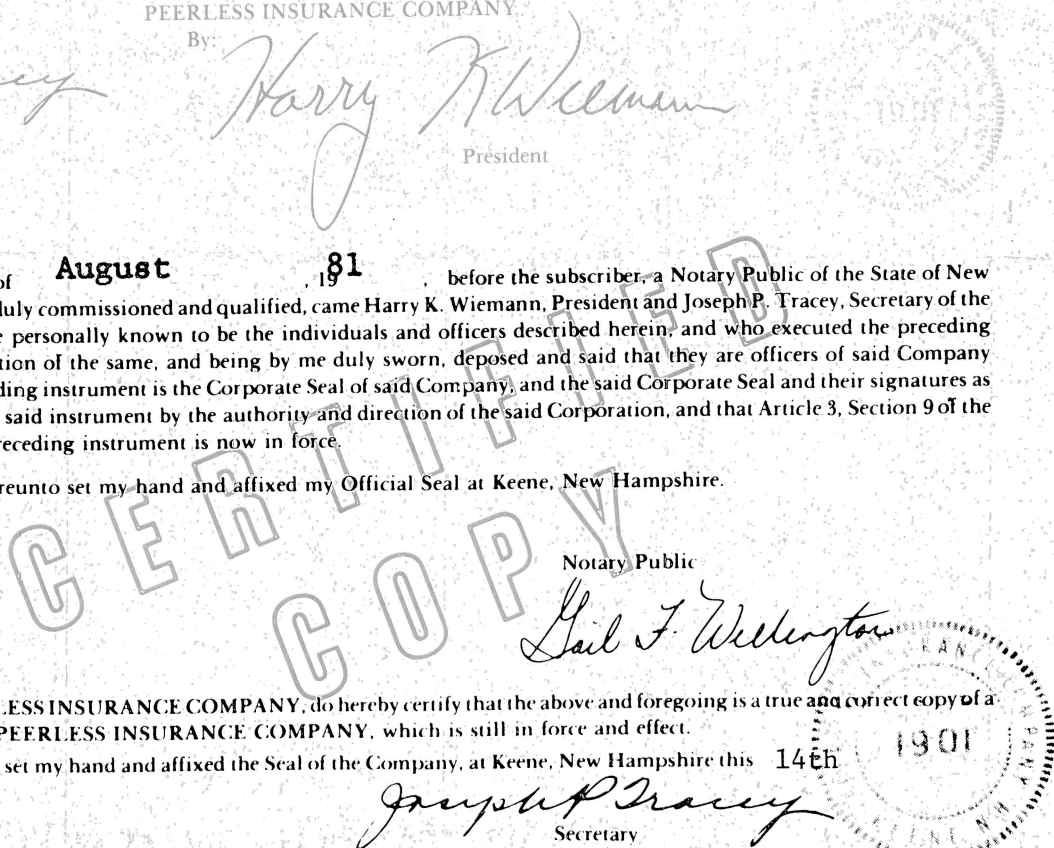 PEERLESS INSURANCE COMPANY
By:
Harry K Wiemann
President
of August , 19 81 , before the subscriber, a Notary Public of the State of New
duly commissioned and qualified, came Harry K. Wiemann, President and Joseph P. Tracey, Secretary of the
personally known to be the individuals and officers described herein, and who executed the preceding
tion of the same, and being by me duly sworn, deposed and said that they are officers of said Company
ding instrument is the Corporate Seal of said Company, and the said Corporate Seal and their signatures as
said instrument by the authority and direction of the said Corporation, and that Article 3, Section 9 of the
receding instrument is now in force.
reunto set my hand and affixed my Official Seal at Keene, New Hampshire.
CERTIFIED
COPY
Notary Public
Gail F. Wellington
LESS INSURANCE COMPANY, do hereby certify that the above and foregoing is a true and correct copy of a
PEERLESS INSURANCE COMPANY, which is still in force and effect.
set my hand and affixed the Seal of the Company, at Keene, New Hampshire this 14th
INSURANCE COMPANY
1901
KEENE, N.H.
Joseph P Tracey
Secretary